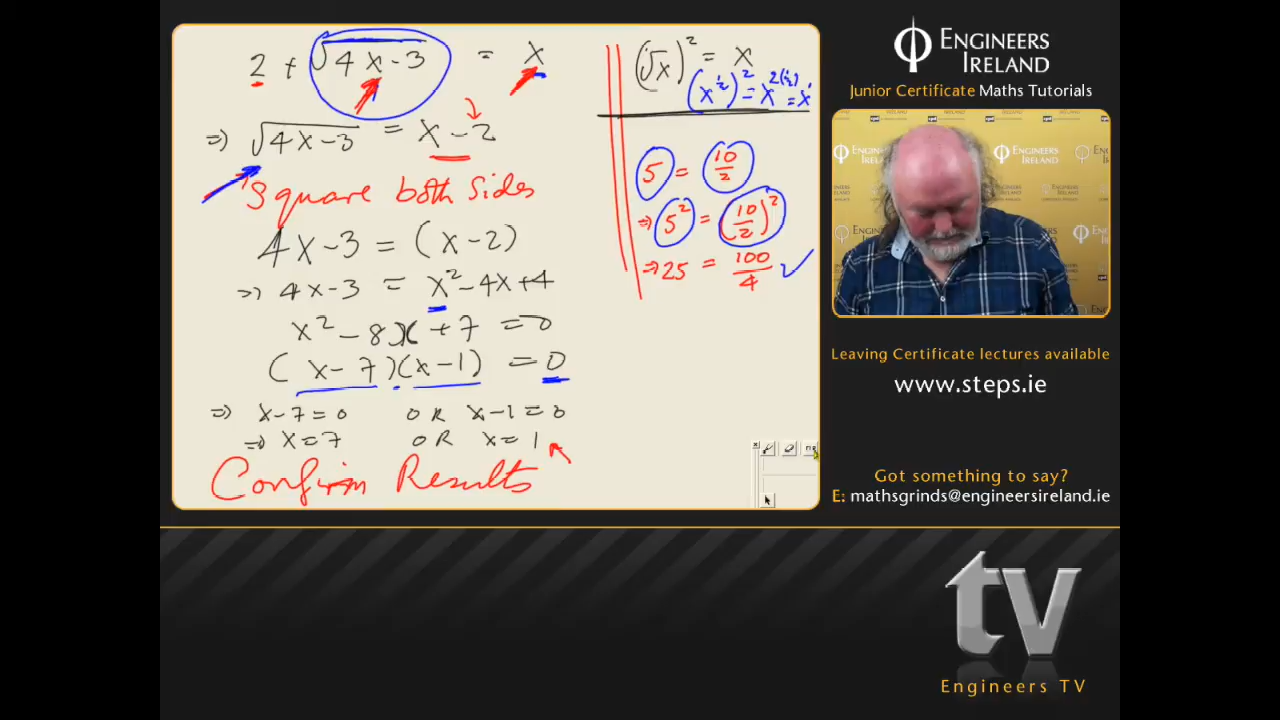 2 + √4x-3 = x
⇒ √4x-3 = x-2
Square both Sides
4x-3 = (x-2)
⇒ 4x-3 = x²-4x+4
x²-8x+7=0
(x-7)(x-1) = 0
⇒ x-7=0 OR x-1=0
⇒ x=7 OR x=1
Confirm Results
(√x)² = x
(x^½)² = x^2(½) = x¹
5 = 10/2
⇒ 5² = (10/2)²
⇒ 25 = 100/4 ✓
ENGINEERS
IRELAND
Junior Certificate Maths Tutorials
Leaving Certificate lectures available
www.steps.ie
Got something to say?
E: mathsgrinds@engineersireland.ie
tv
Engineers TV